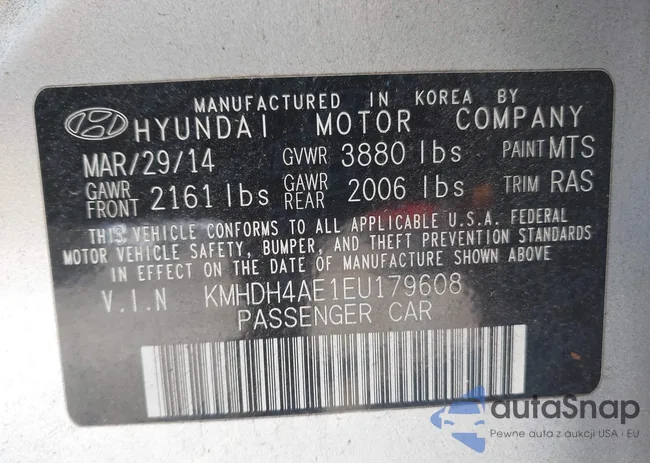 MANUFACTURED IN KOREA BY
HYUNDAI MOTOR COMPANY
MAR/29/14 GVWR 3880 lbs PAINT MTS
GAWR FRONT 2161 lbs GAWR REAR 2006 lbs TRIM RAS
THIS VEHICLE CONFORMS TO ALL APPLICABLE U.S.A. FEDERAL
MOTOR VEHICLE SAFETY, BUMPER, AND THEFT PREVENTION STANDARDS
IN EFFECT ON THE DATE OF MANUFACTURE SHOWN ABOVE
V.I.N KMHDH4AE1EU179608
PASSENGER CAR
autaSnap
Pewne auta z aukcji USA i EU